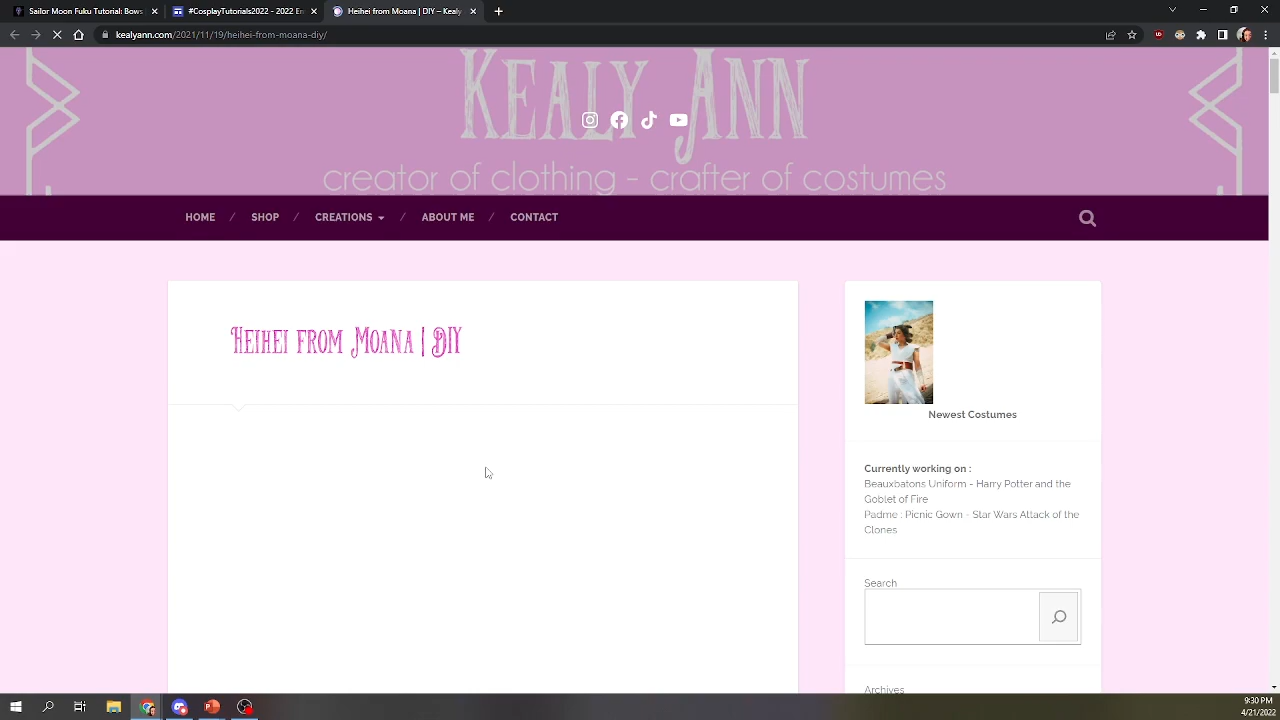 Sailor Moon Fuku Tutorial: Bows
#CosplayTutorials2022 - 2022 En
Heihei from Moana | DIY – Kealy A
kealyann.com/2021/11/19/heihei-from-moana-diy/
Kealy Ann
creator of clothing - crafter of costumes
HOME / SHOP / CREATIONS / ABOUT ME / CONTACT
Heihei from Moana | DIY
Newest Costumes
Currently working on :
Beauxbatons Uniform - Harry Potter and the
Goblet of Fire
Padme : Picnic Gown - Star Wars Attack of the
Clones
Search
Archives
9:30 PM
4/21/2022